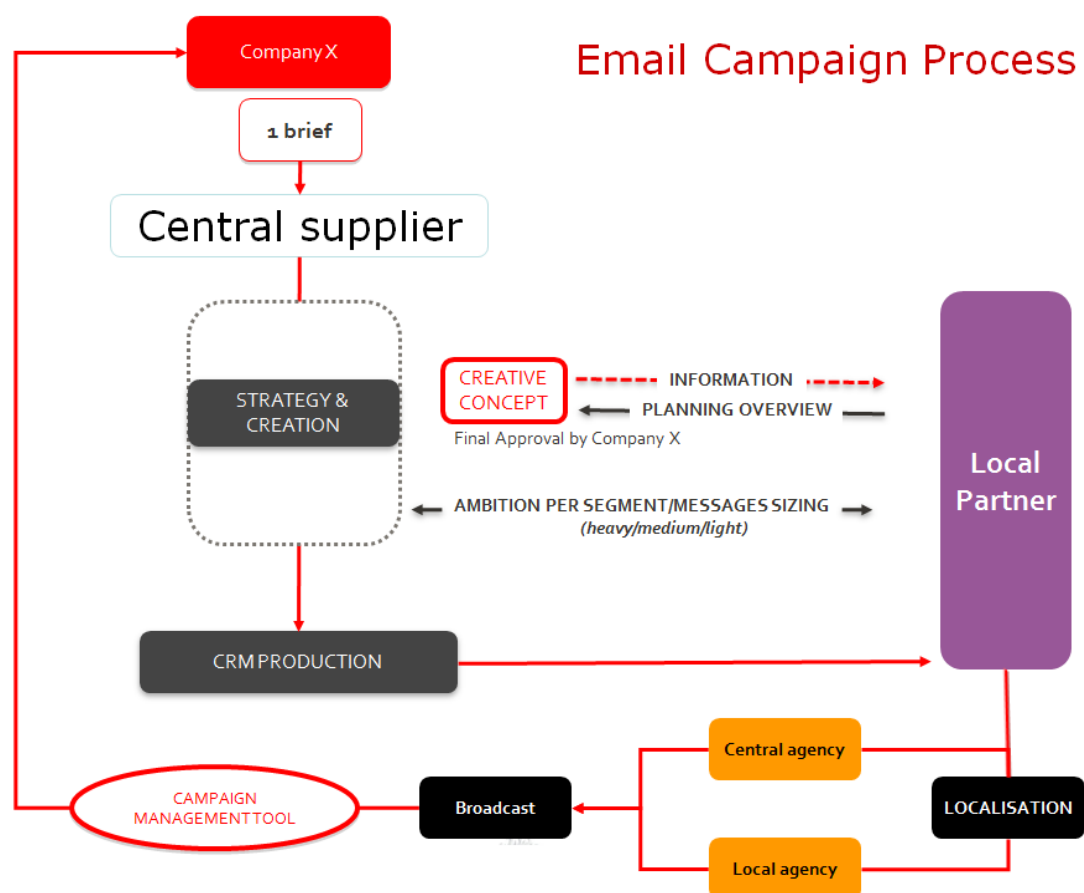 Company X
Email Campaign Process
1 brief
Central supplier
STRATEGY &
CREATION
CREATIVE
CONCEPT
INFORMATION
PLANNING OVERVIEW
Final Approval by Company X
AMBITION PER SEGMENT/MESSAGES SIZING
(heavy/medium/light)
Local
Partner
CRM PRODUCTION
Central agency
CAMPAIGN
MANAGEMENT TOOL
Broadcast
LOCALISATION
Local agency